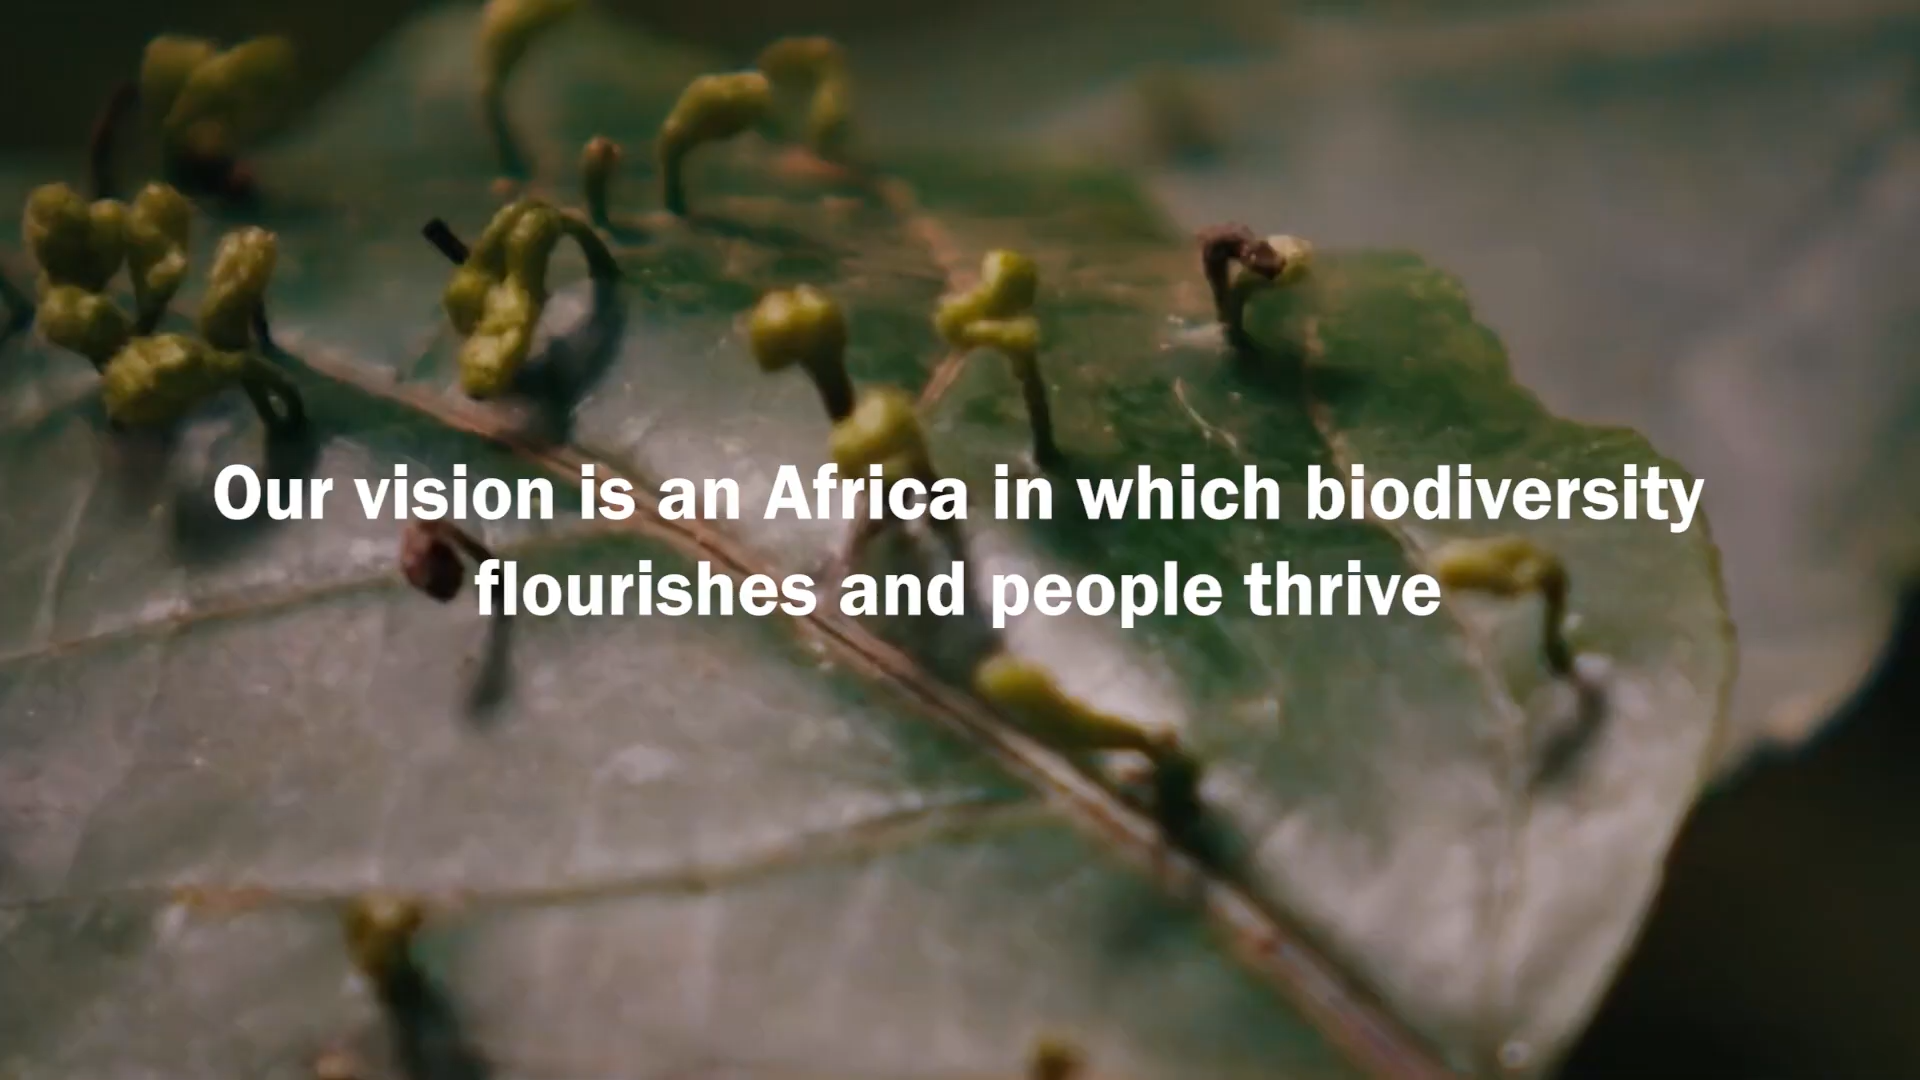 Our vision is an Africa in which biodiversity
flourishes and people thrive